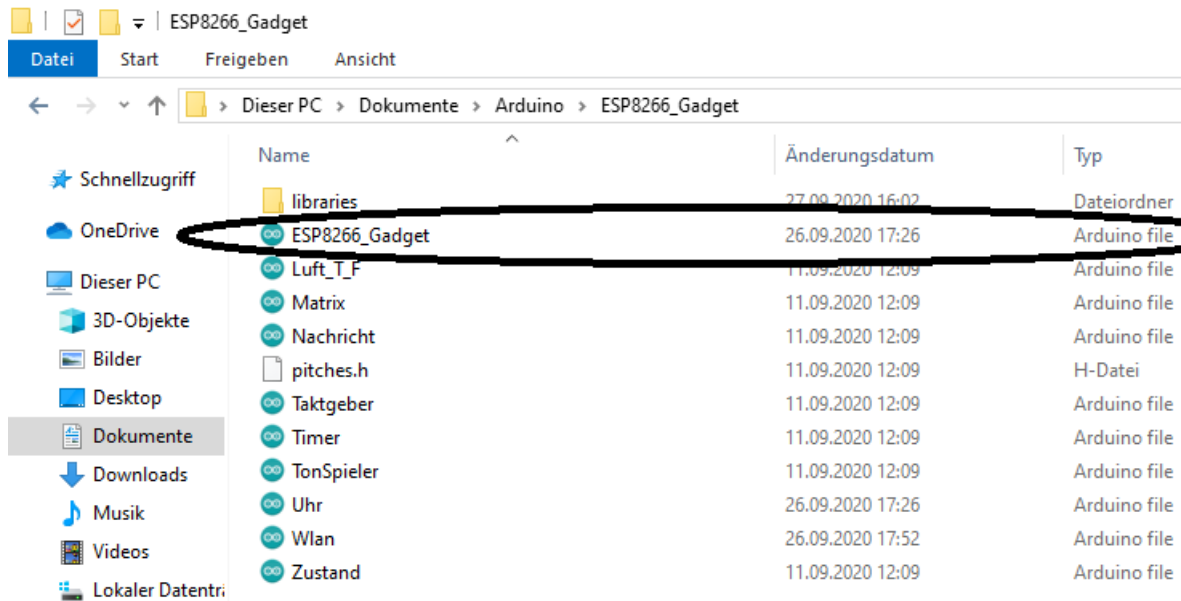 ESP8266_Gadget
Datei Start Freigeben Ansicht
Dieser PC > Dokumente > Arduino > ESP8266_Gadget
Schnellzugriff
OneDrive
Dieser PC
3D-Objekte
Bilder
Desktop
Dokumente
Downloads
Musik
Videos
Lokaler Datentr
Name Änderungsdatum Typ
libraries 27.09.2020 16:02 Dateiordner
ESP8266_Gadget 26.09.2020 17:26 Arduino file
Luft_T_F 11.09.2020 12:09 Arduino file
Matrix 11.09.2020 12:09 Arduino file
Nachricht 11.09.2020 12:09 Arduino file
pitches.h 11.09.2020 12:09 H-Datei
Taktgeber 11.09.2020 12:09 Arduino file
Timer 11.09.2020 12:09 Arduino file
TonSpieler 11.09.2020 12:09 Arduino file
Uhr 26.09.2020 17:26 Arduino file
Wlan 26.09.2020 17:52 Arduino file
Zustand 11.09.2020 12:09 Arduino file